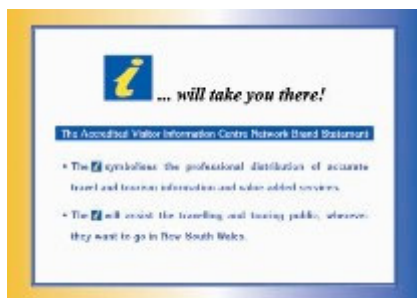 i ... will take you there!
The Accredited Visitor Information Centre Network Brand Statement
• The i symbolises the professional distribution of accurate
travel and tourism information and value added services.
• The i will assist the travelling and touring public, wherever
they want to go in New South Wales.